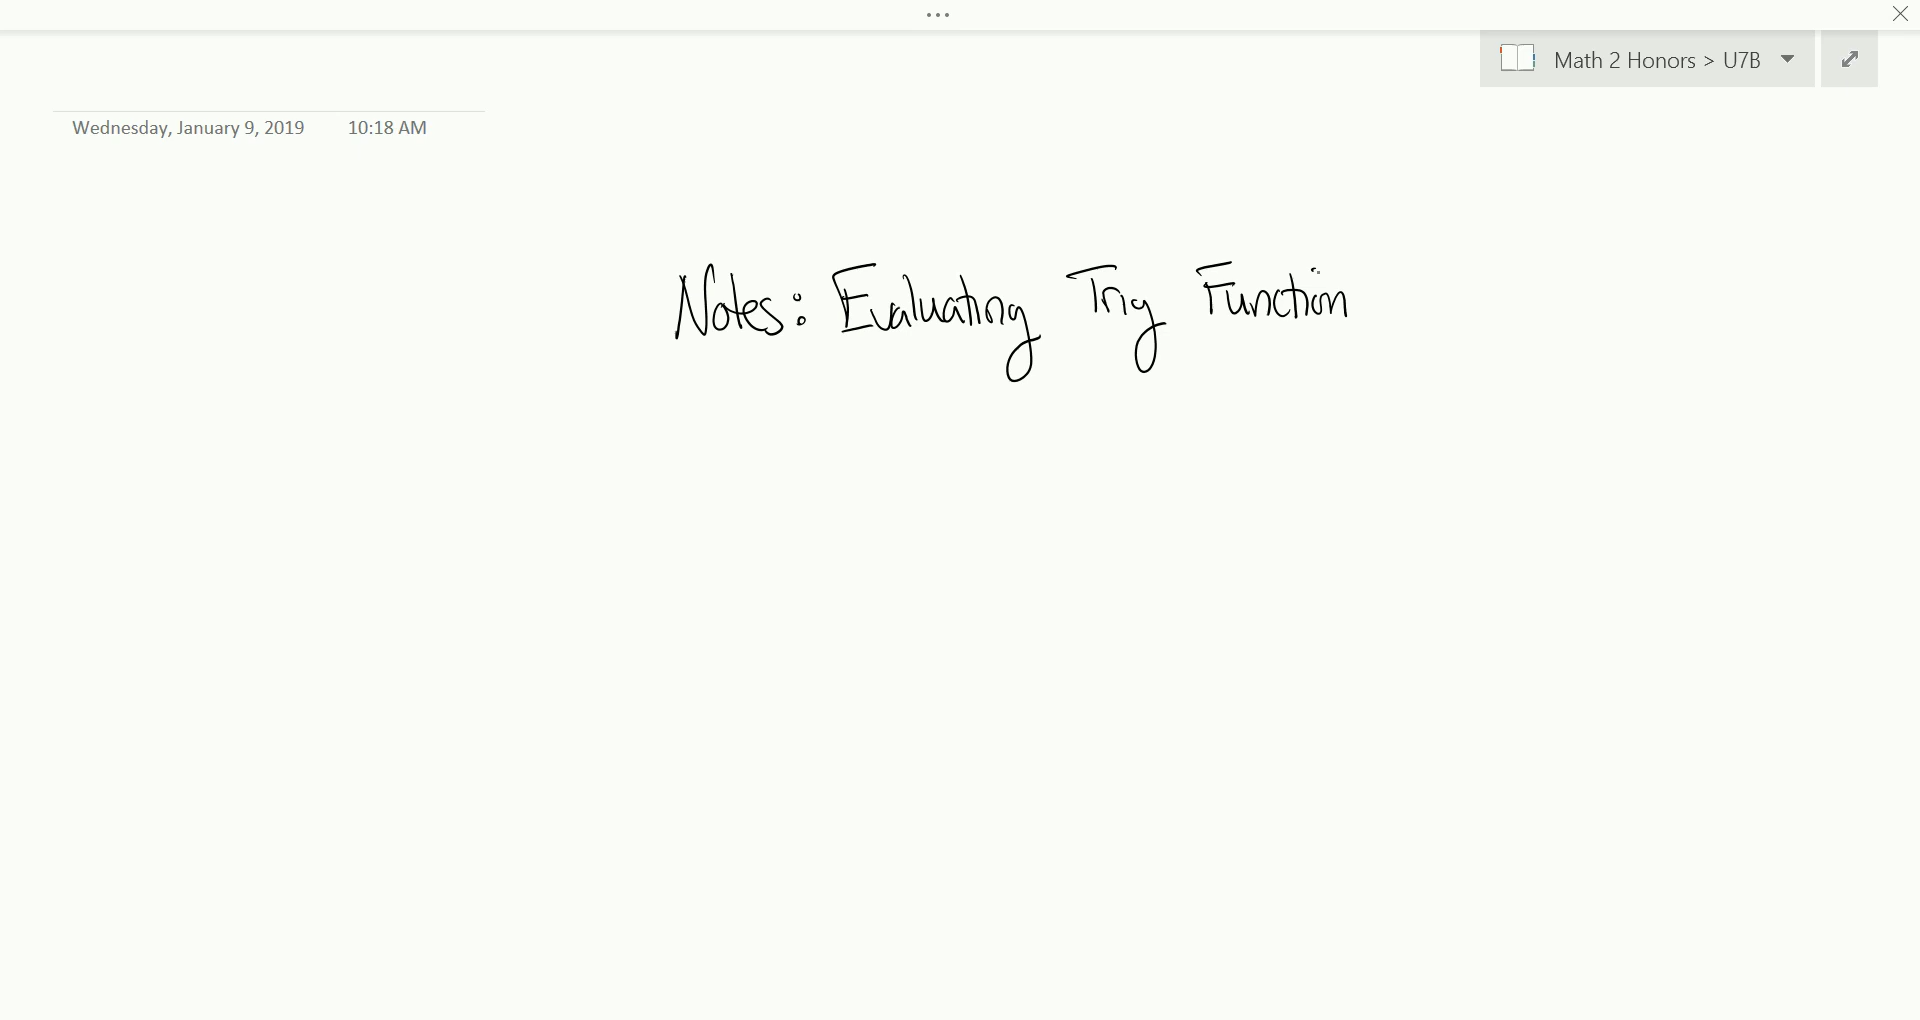 ...
Math 2 Honors > U7B
Wednesday, January 9, 2019 10:18 AM
Notes: Evaluating Trig Function